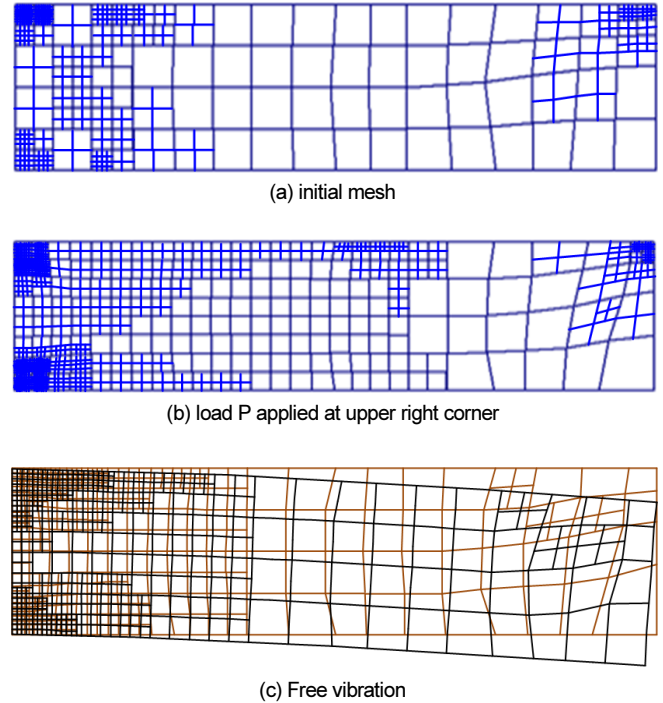 (a) initial mesh
(b) load P applied at upper right corner
(c) Free vibration